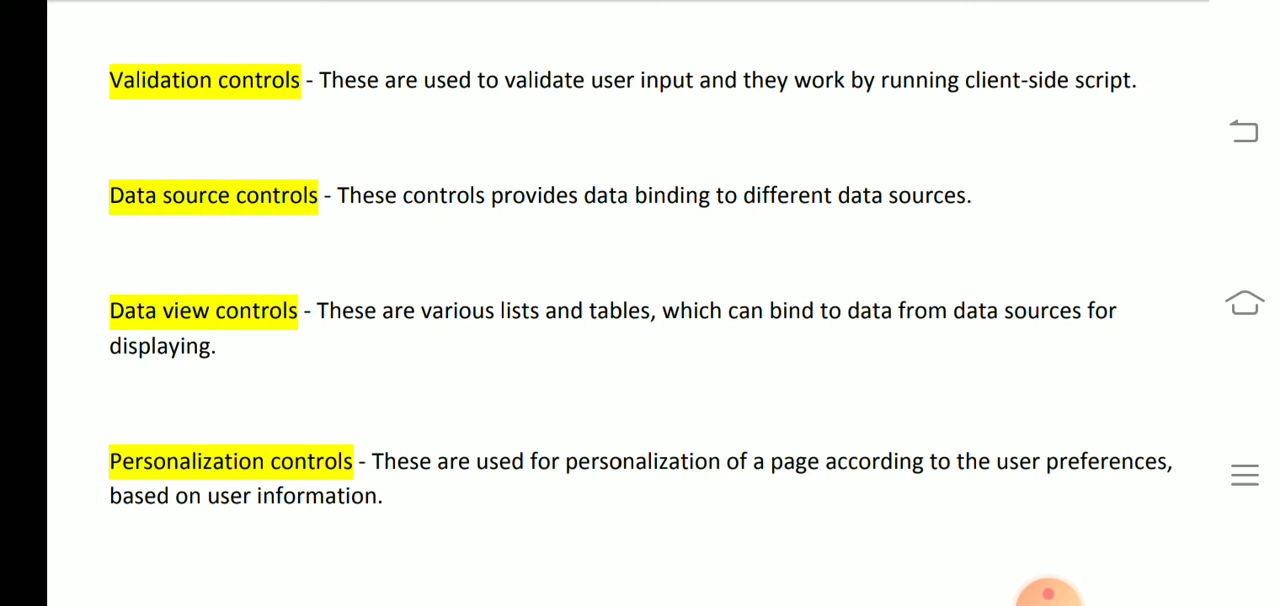 Validation controls - These are used to validate user input and they work by running client-side script.
Data source controls - These controls provides data binding to different data sources.
Data view controls - These are various lists and tables, which can bind to data from data sources for
displaying.
Personalization controls - These are used for personalization of a page according to the user preferences,
based on user information.